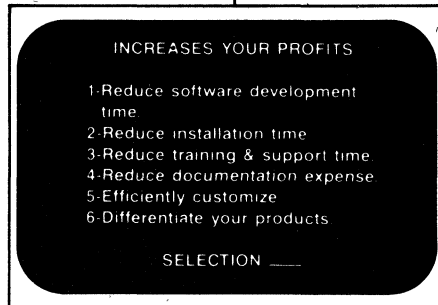 INCREASES YOUR PROFITS
1-Reduce software development
time.
2-Reduce installation time
3-Reduce training & support time.
4-Reduce documentation expense.
5-Efficiently customize
6-Differentiate your products.
SELECTION ___